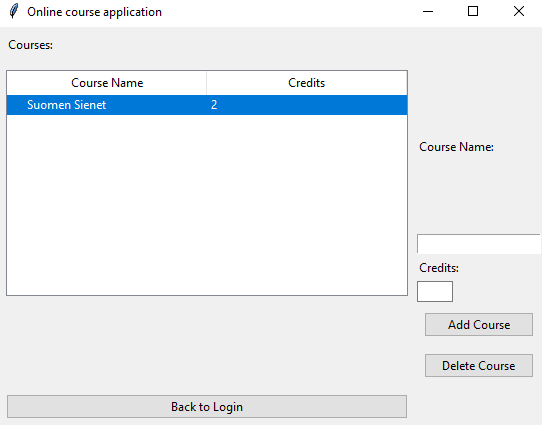 Online course application
Courses:
Course Name Credits
Suomen Sienet 2
Course Name:
Credits:
Add Course
Delete Course
Back to Login